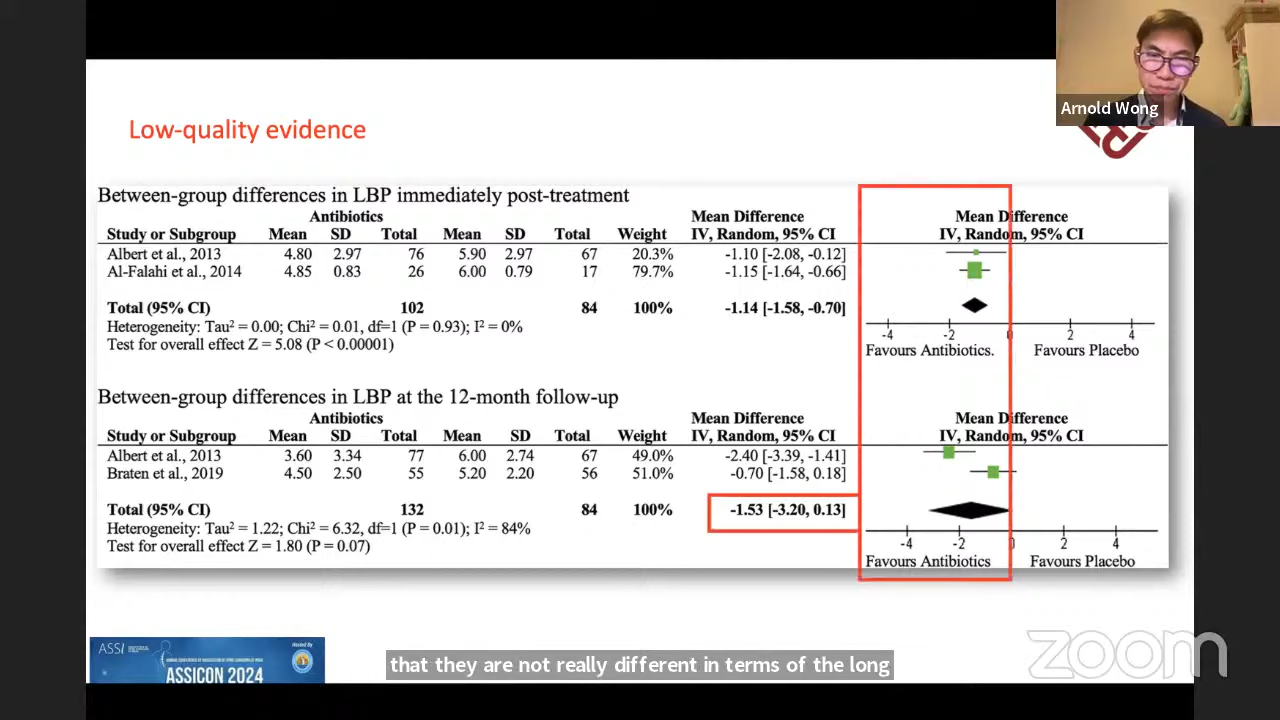 Arnold Wong
Low-quality evidence
Between-group differences in LBP immediately post-treatment
Antibiotics Mean Difference Mean Difference
Study or Subgroup Mean SD Total Mean SD Total Weight IV, Random, 95% CI IV, Random, 95% CI
Albert et al., 2013 4.80 2.97 76 5.90 2.97 67 20.3% -1.10 [-2.08, -0.12]
Al-Falahi et al., 2014 4.85 0.83 26 6.00 0.79 17 79.7% -1.15 [-1.64, -0.66]
Total (95% CI) 102 84 100% -1.14 [-1.58, -0.70]
Heterogeneity: Tau² = 0.00; Chi² = 0.01, df=1 (P = 0.93); I² = 0%
Test for overall effect Z = 5.08 (P < 0.00001)
-4 -2 0 2 4
Favours Antibiotics. Favours Placebo
Between-group differences in LBP at the 12-month follow-up
Antibiotics Mean Difference Mean Difference
Study or Subgroup Mean SD Total Mean SD Total Weight IV, Random, 95% CI IV, Random, 95% CI
Albert et al., 2013 3.60 3.34 77 6.00 2.74 67 49.0% -2.40 [-3.39, -1.41]
Braten et al., 2019 4.50 2.50 55 5.20 2.20 56 51.0% -0.70 [-1.58, 0.18]
Total (95% CI) 132 84 100% -1.53 [-3.20, 0.13]
Heterogeneity: Tau² = 1.22; Chi² = 6.32, df=1 (P = 0.01); I² = 84%
Test for overall effect Z = 1.80 (P = 0.07)
-4 -2 0 2 4
Favours Antibiotics Favours Placebo
ASSI
Hosted By
ASSICON 2024
that they are not really different in terms of the long
zoom